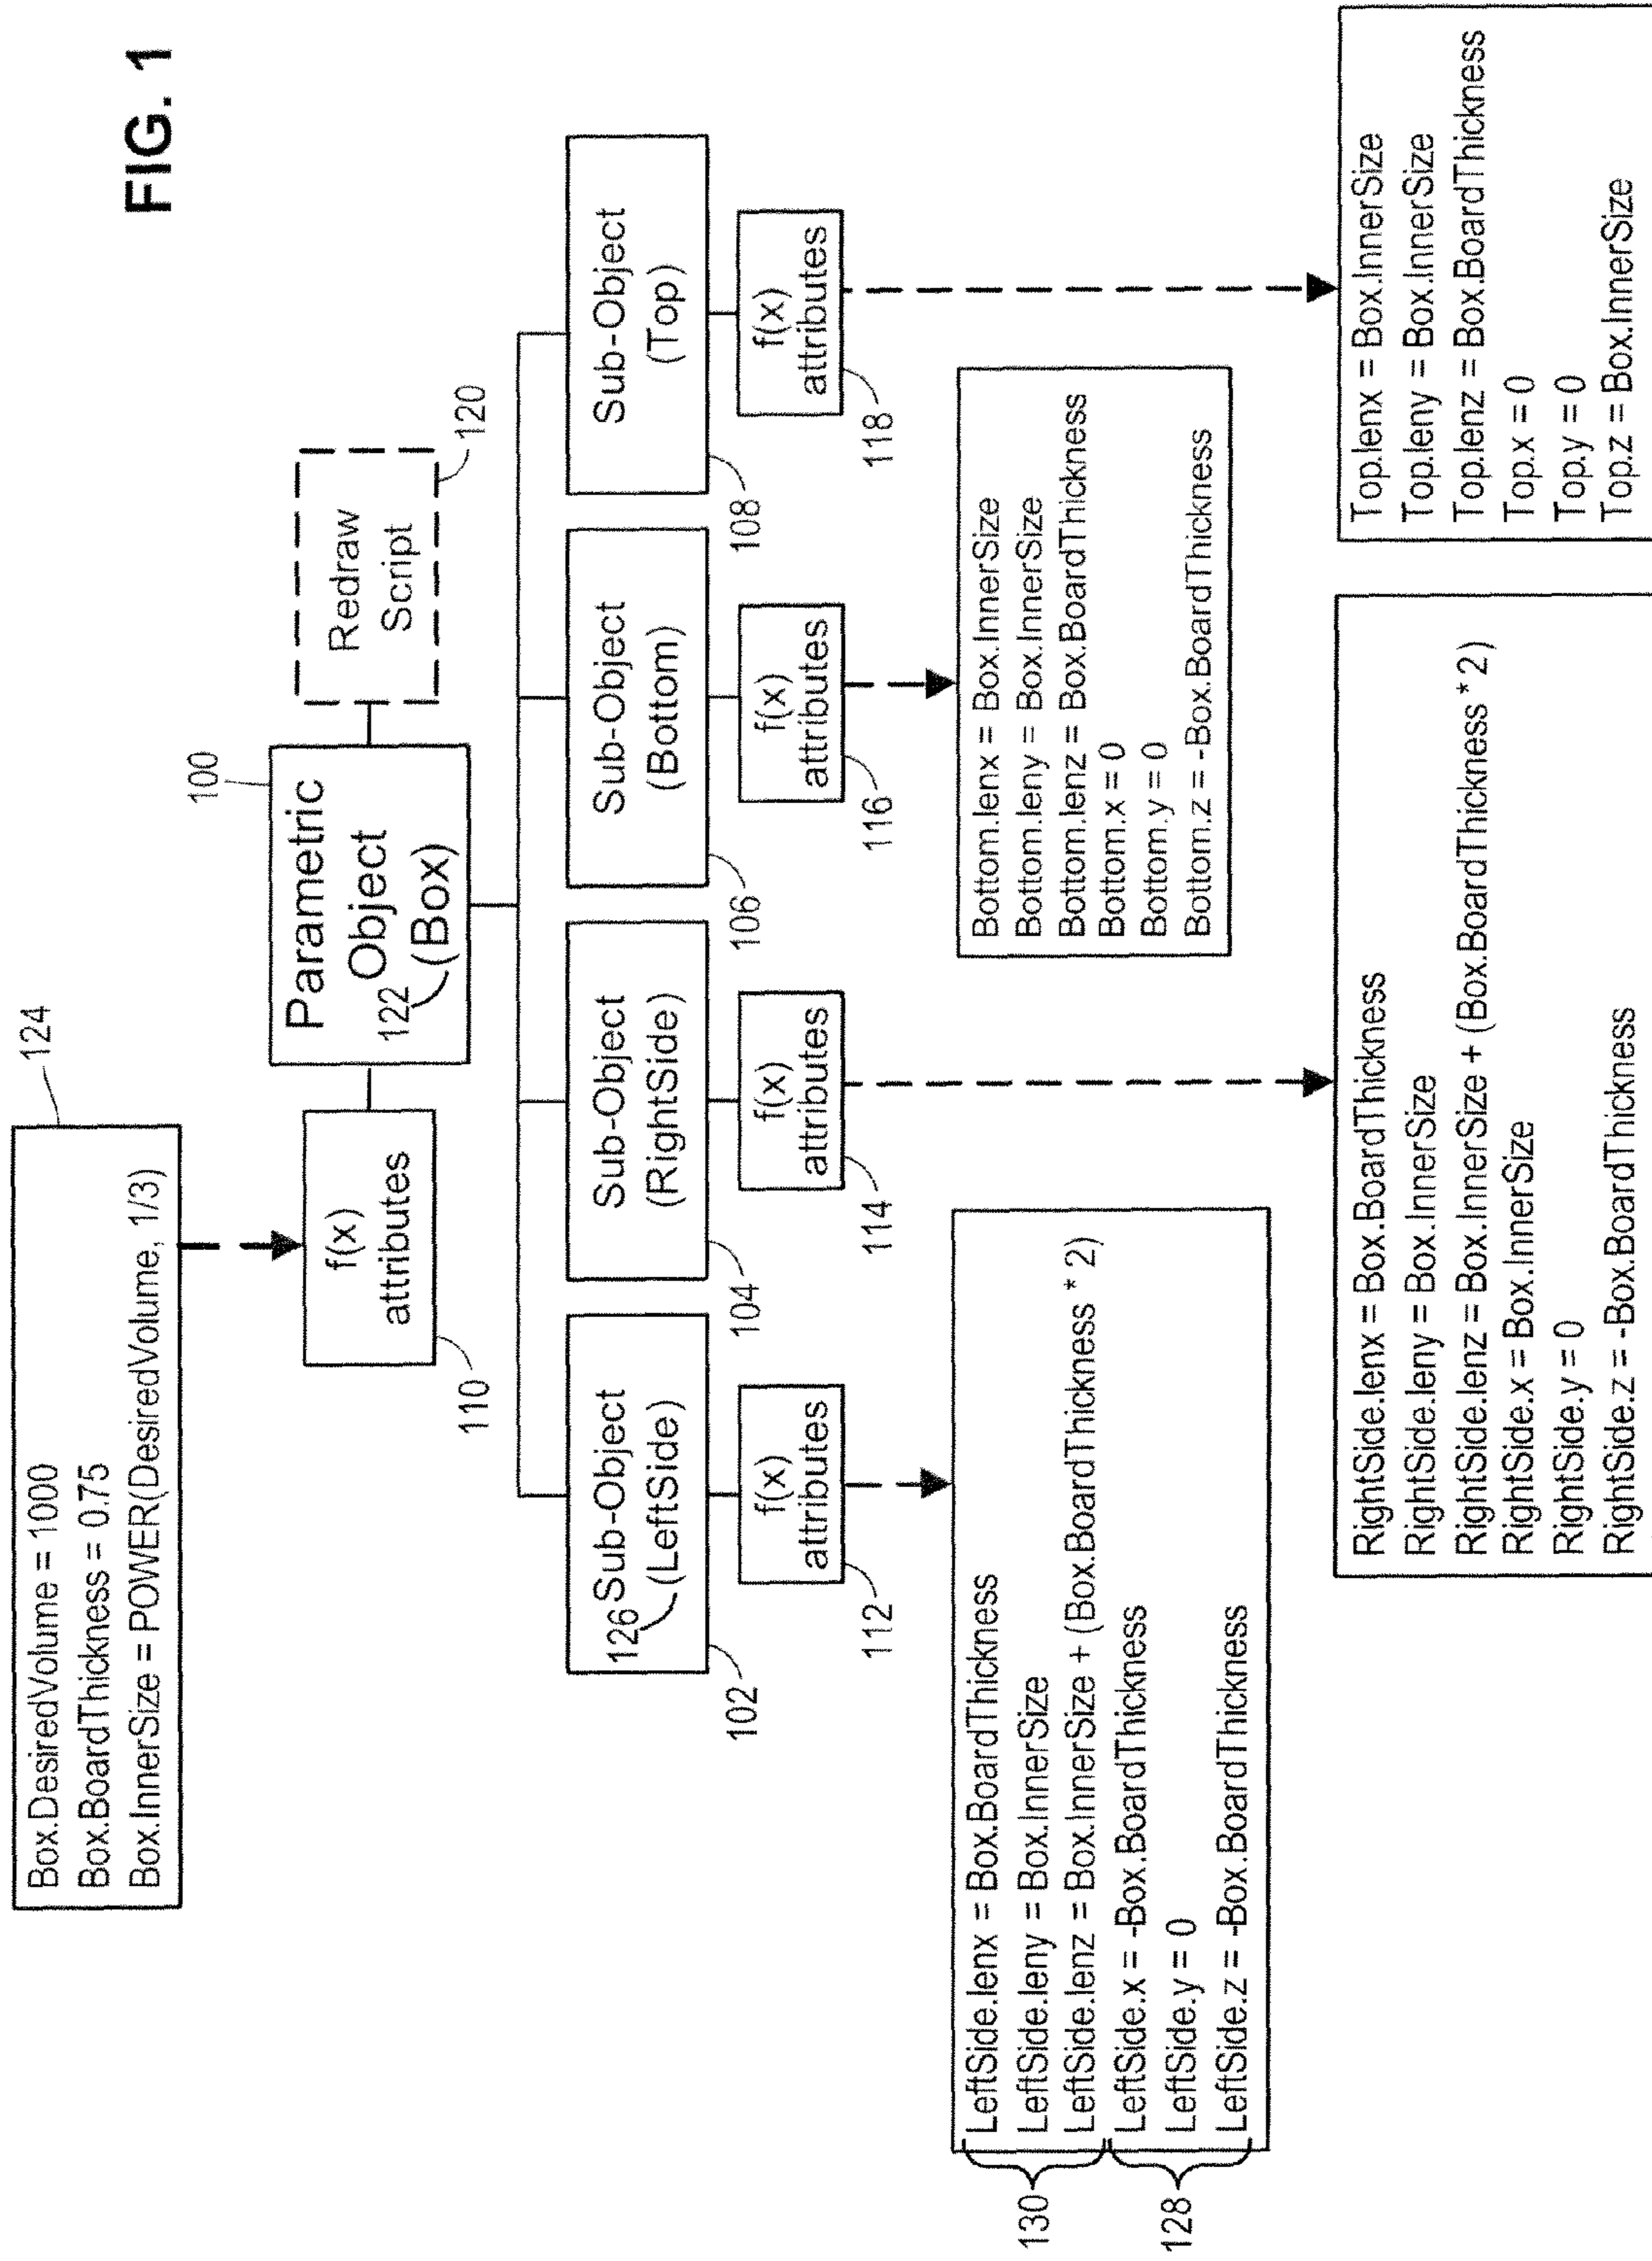 FIG. 1
124
Box.DesiredVolume = 1000
Box.BoardThickness = 0.75
Box.InnerSize = POWER(DesiredVolume, 1/3)
100
f(x)
attributes
110
Parametric
Object
122
(Box)
Redraw
Script
120
126
Sub-Object
(LeftSide)
102
Sub-Object
(RightSide)
104
Sub-Object
(Bottom)
106
Sub-Object
(Top)
108
f(x)
attributes
112
f(x)
attributes
114
f(x)
attributes
116
f(x)
attributes
118
130
LeftSide.lenx = Box.BoardThickness
LeftSide.leny = Box.InnerSize
LeftSide.lenz = Box.InnerSize + (Box.BoardThickness * 2)
128
LeftSide.x = -Box.BoardThickness
LeftSide.y = 0
LeftSide.z = -Box.BoardThickness
Bottom.lenx = Box.InnerSize
Bottom.leny = Box.InnerSize
Bottom.lenz = Box.BoardThickness
Bottom.x = 0
Bottom.y = 0
Bottom.z = -Box.BoardThickness
RightSide.lenx = Box.BoardThickness
RightSide.leny = Box.InnerSize
RightSide.lenz = Box.InnerSize + (Box.BoardThickness * 2)
RightSide.x = Box.InnerSize
RightSide.y = 0
RightSide.z = -Box.BoardThickness
Top.lenx = Box.InnerSize
Top.leny = Box.InnerSize
Top.lenz = Box.BoardThickness
Top.x = 0
Top.y = 0
Top.z = Box.InnerSize